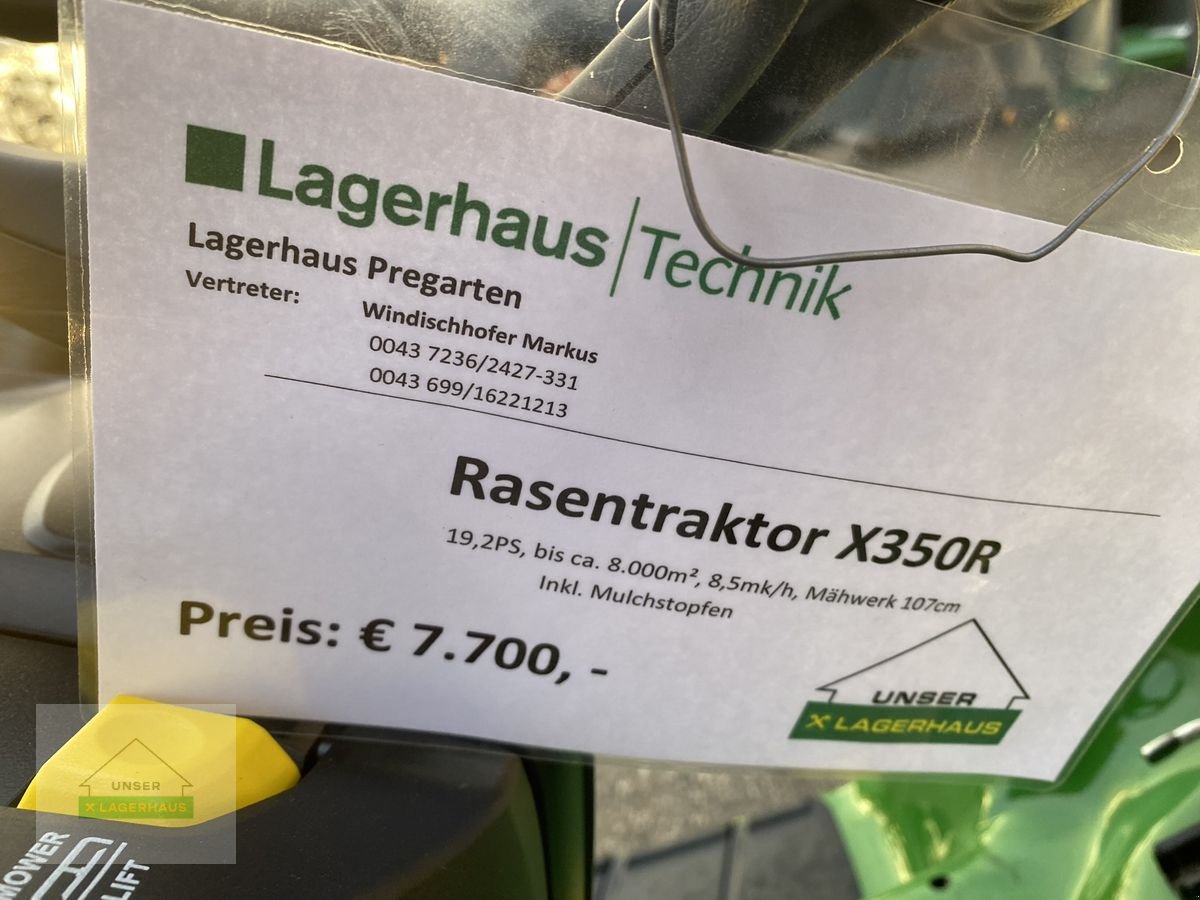 Lagerhaus Technik
Lagerhaus Pregarten
Vertreter: Windischhofer Markus
0043 7236/2427-331
0043 699/16221213
Rasentraktor X350R
19,2PS, bis ca. 8.000m², 8,5mk/h, Mähwerk 107cm
Inkl. Mulchstopfen
Preis: € 7.700, -
UNSER
LAGERHAUS
UNSER
LAGERHAUS
MOWER
LIFT